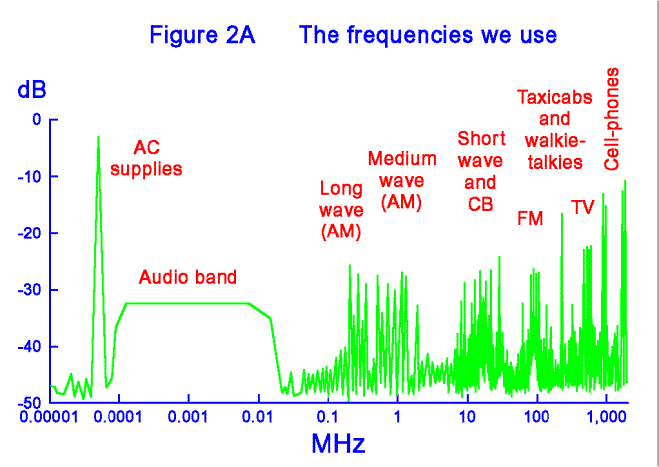 Figure 2A The frequencies we use
dB
0
-10
-20
-30
-40
-50
AC
supplies
Audio band
Long
wave
(AM)
Medium
wave
(AM)
Short
wave
and
CB
FM
Taxicabs
and
walkie-
talkies
TV
Cell-phones
0.00001 0.0001 0.001 0.01 0.1 1 10 100 1,000
MHz